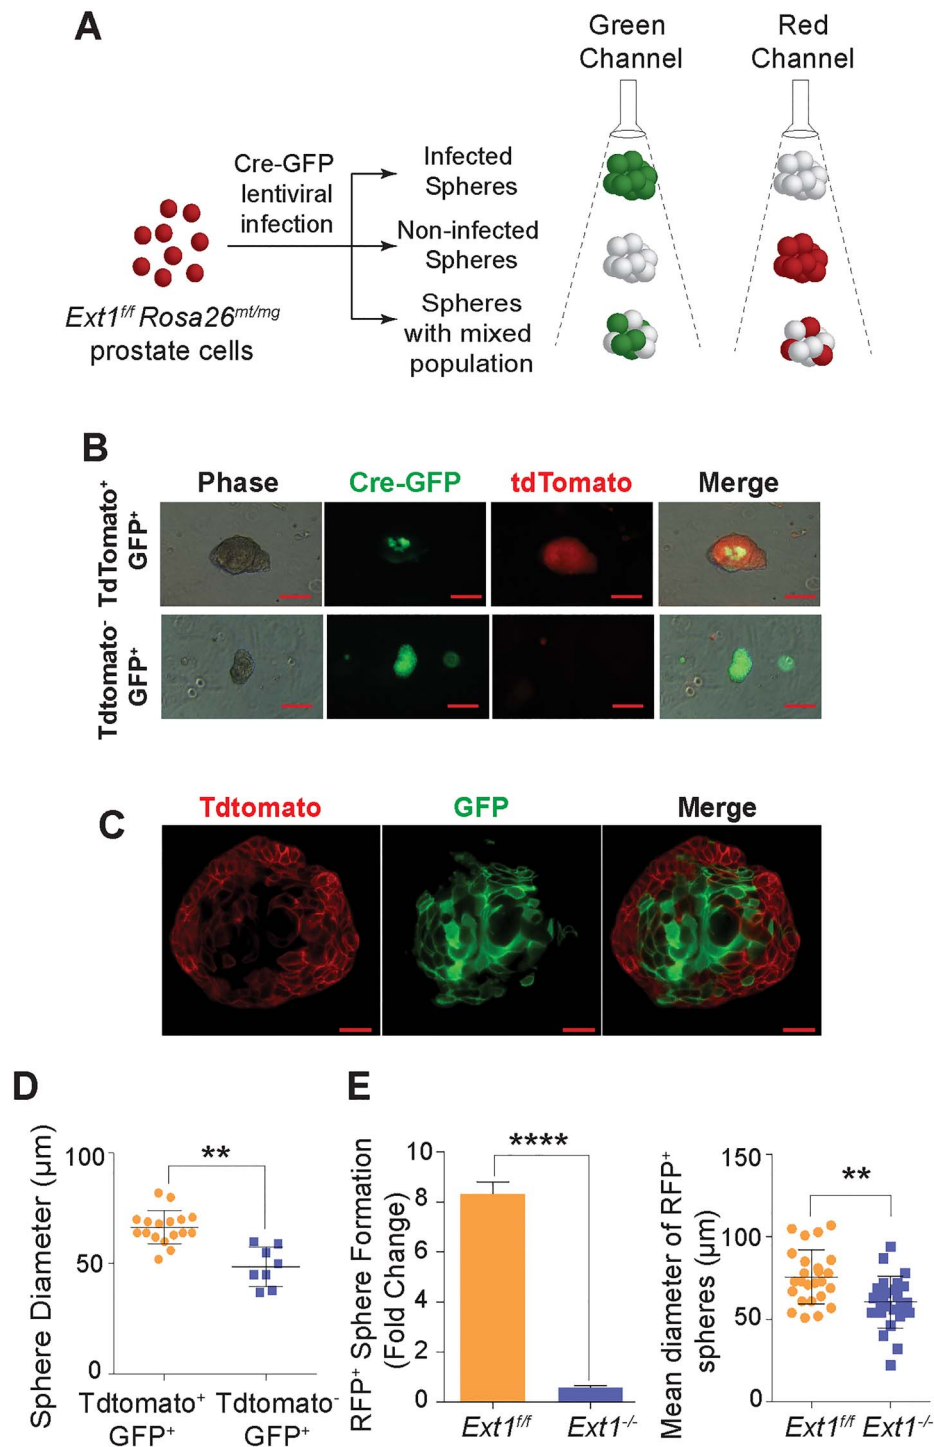 A
Green
Channel
Red
Channel
Cre-GFP
lentiviral
infection
Infected
Spheres
Non-infected
Spheres
Spheres
with mixed
population
Ext1f/f Rosa26mt/mg
prostate cells
B
Phase
Cre-GFP
tdTomato
Merge
TdTomato+
GFP+
Tdtomato-
GFP+
C
Tdtomato
GFP
Merge
D
Sphere Diameter (µm)
100
50
0
**
Tdtomato+
GFP+
Tdtomato-
GFP+
E
RFP+ Sphere Formation
(Fold Change)
10
8
6
4
2
0
****
Ext1f/f
Ext1-/-
Mean diameter of RFP+
spheres (µm)
150
100
50
0
**
Ext1f/f
Ext1-/-